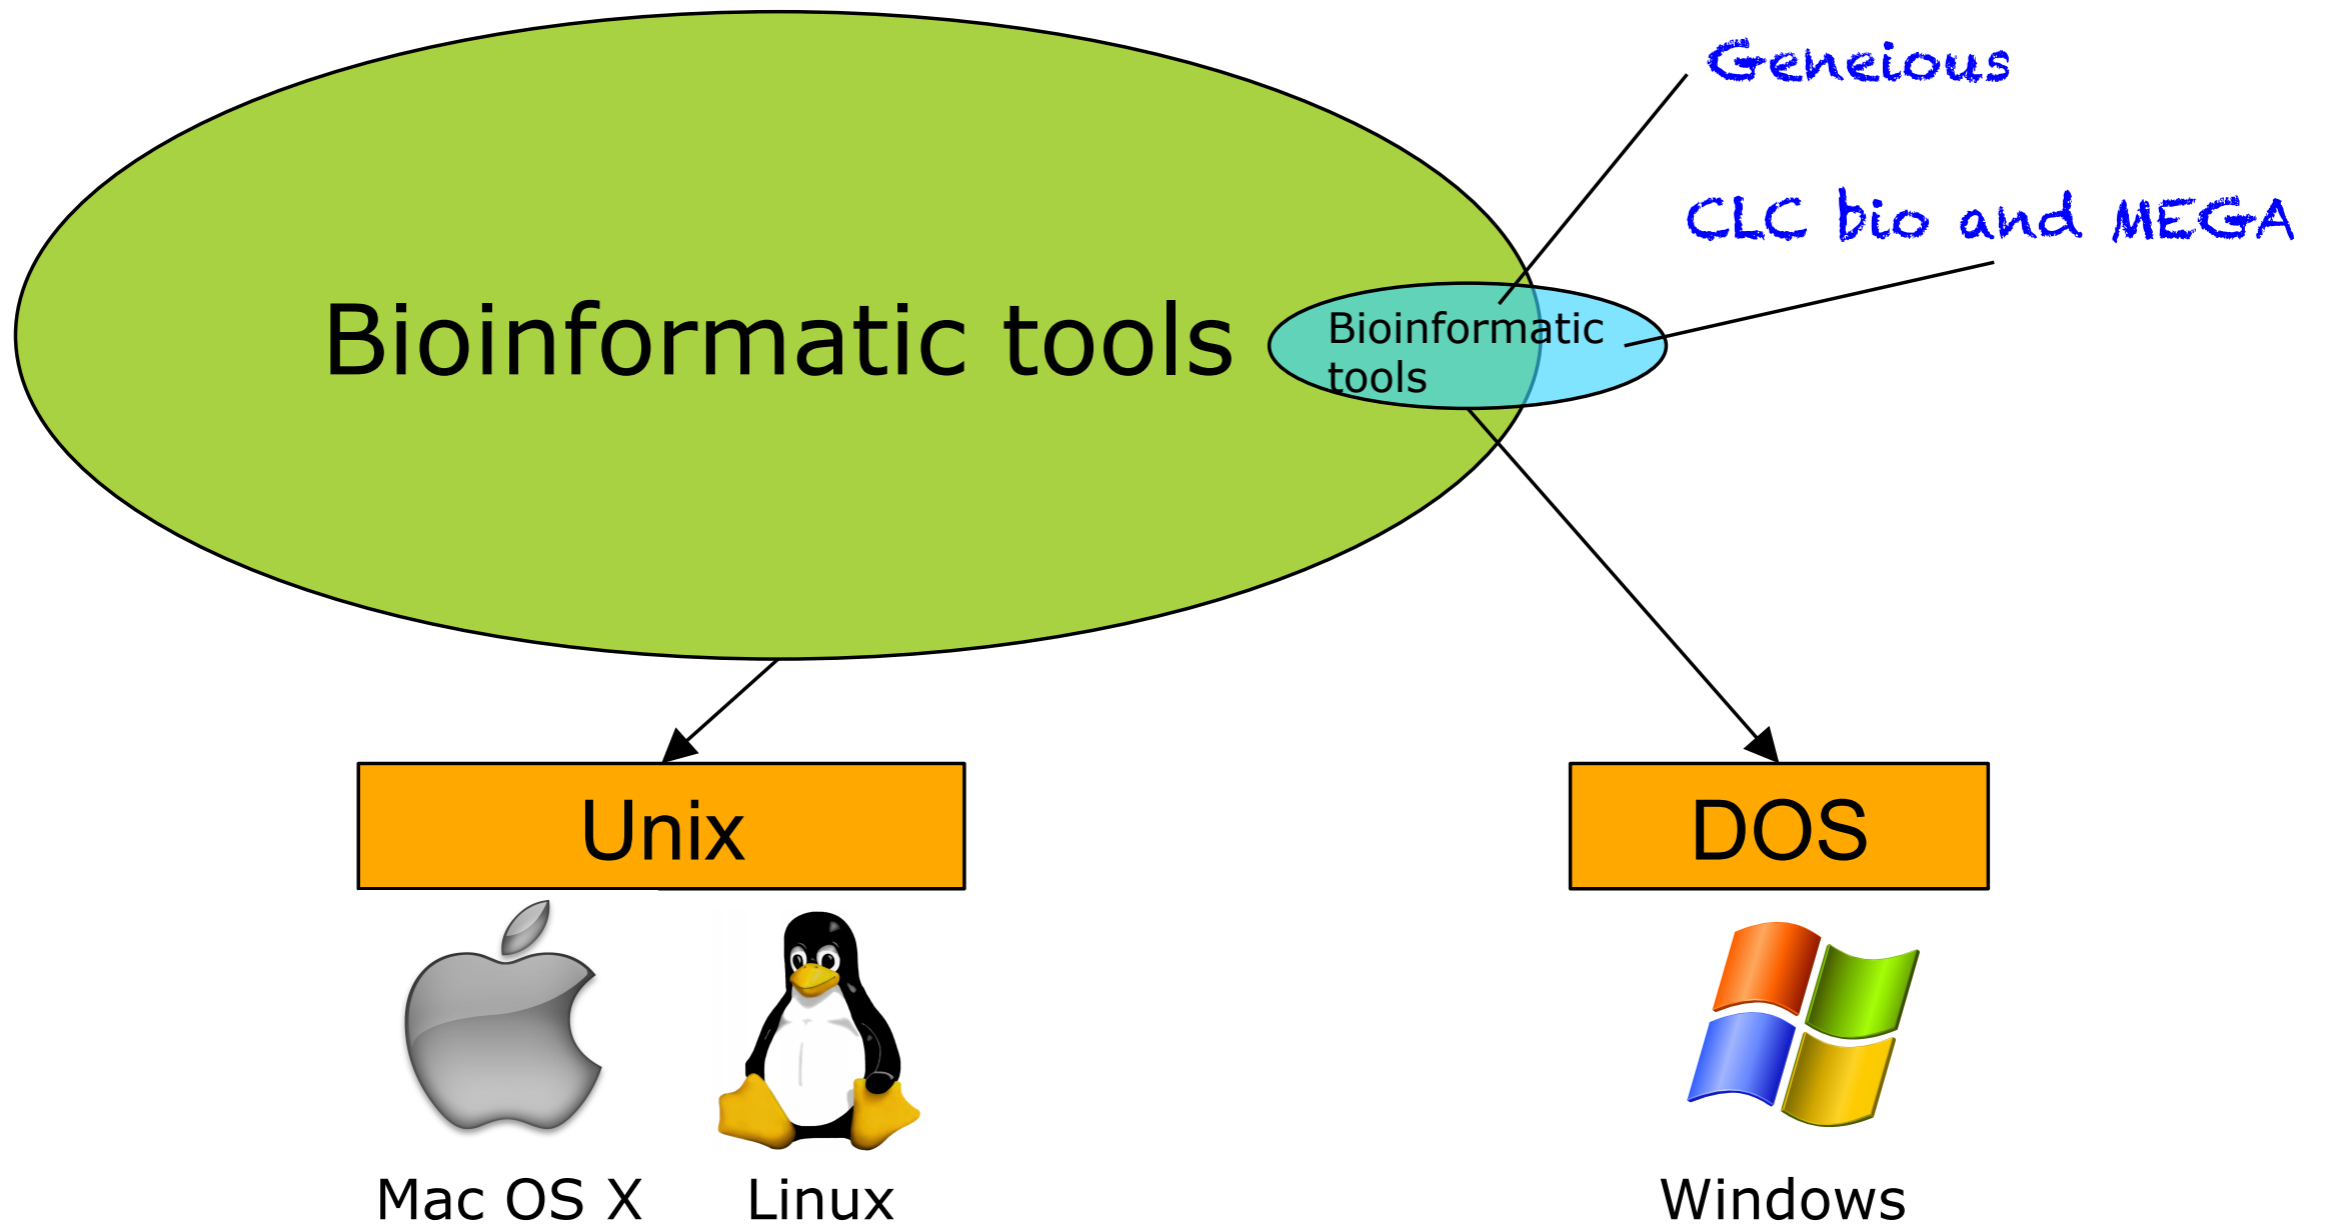 Geneious
CLC bio and MEGA
Bioinformatic tools
Bioinformatic
tools
Unix
DOS
Mac OS X
Linux
Windows